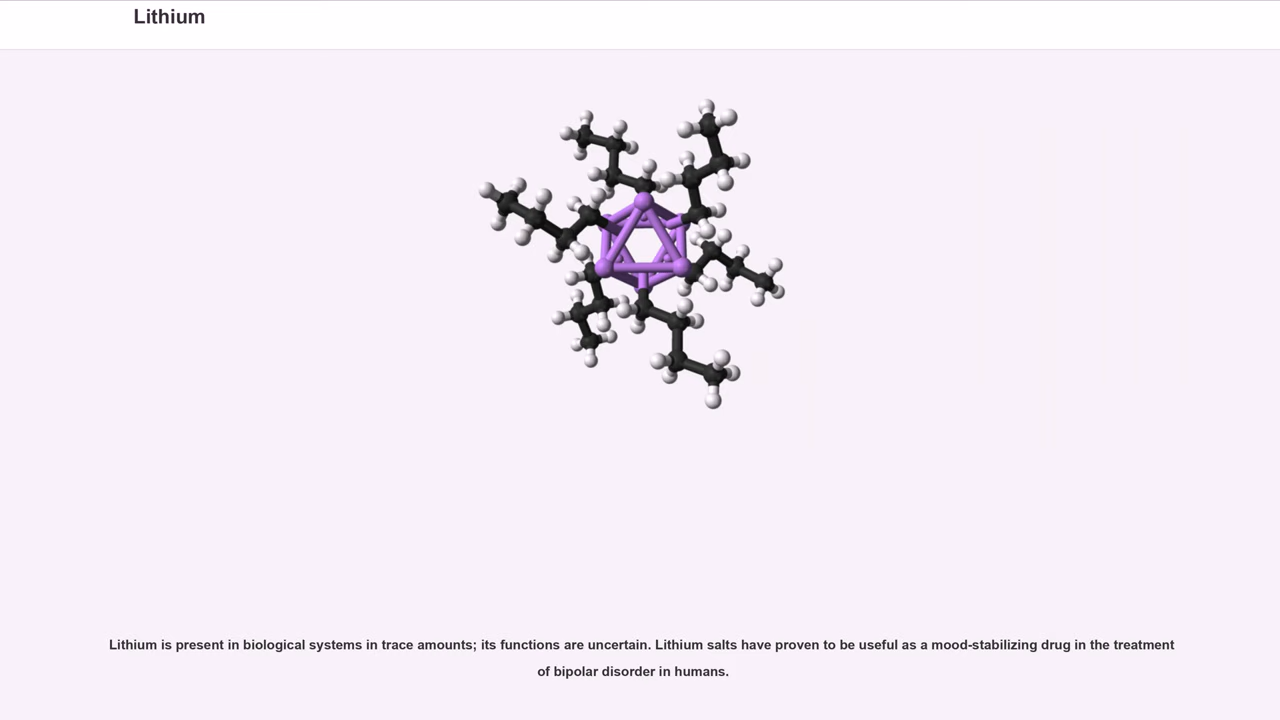 Lithium
Lithium is present in biological systems in trace amounts; its functions are uncertain. Lithium salts have proven to be useful as a mood-stabilizing drug in the treatment
of bipolar disorder in humans.